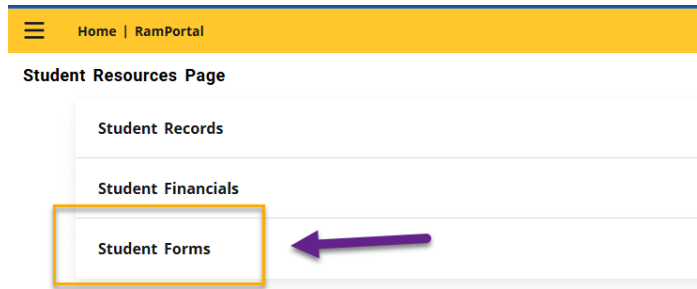 Home | RamPortal
Student Resources Page
Student Records
Student Financials
Student Forms